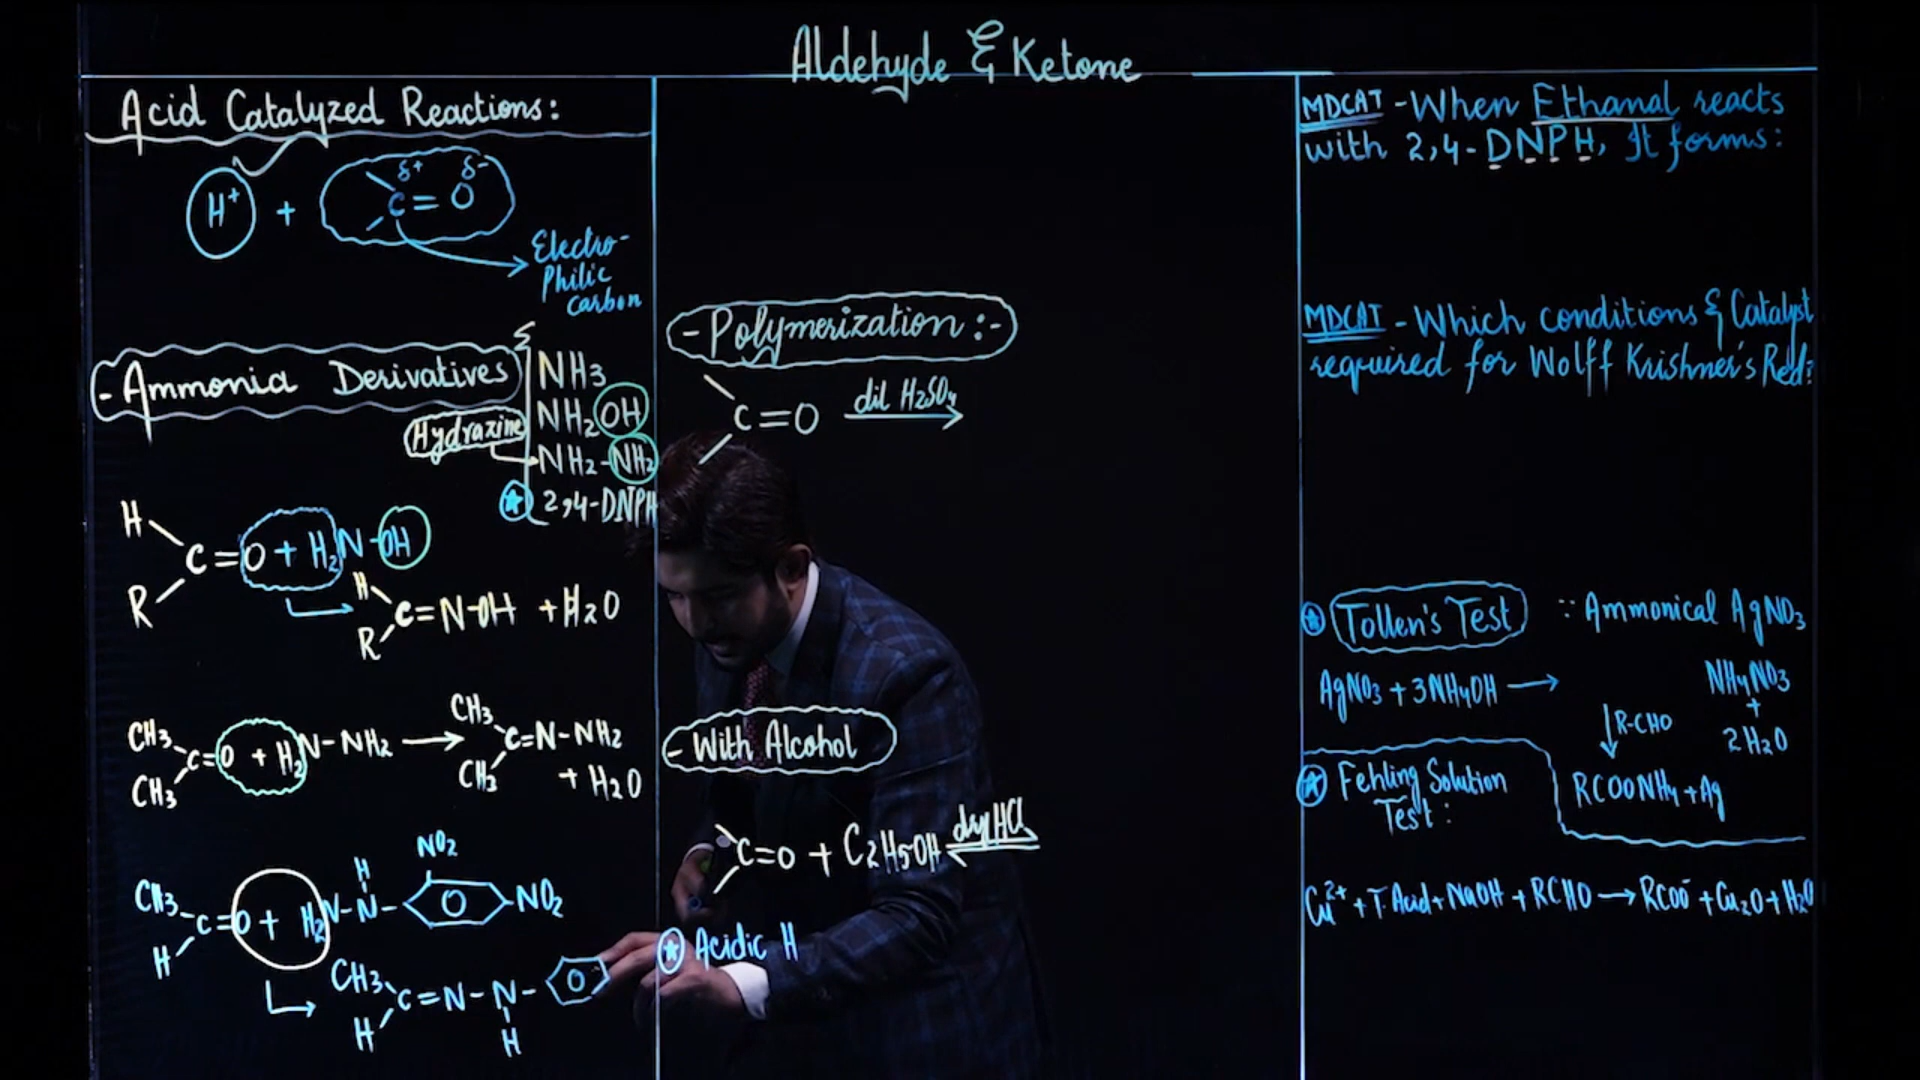 Aldehyde & Ketone
Acid Catalyzed Reactions:
H⁺ + C = O
δ⁺ δ⁻
Electro-
Philic
carbon
- Ammonia Derivatives
NH₃
NH₂OH
Hydrazine
NH₂-NH₂
2,4-DNPH
H
C=O + H₂N-OH
R
H
C=N-OH + H₂O
R
CH₃
C=O + H₂N-NH₂ → C=N-NH₂
CH₃
CH₃
CH₃
+ H₂O
NO₂
H
CH₃
C=O + H₂N-N- O -NO₂
H
CH₃
C=N-N- O
H
H
- Polymerization :-
C=O dil H₂SO₄ →
- With Alcohol
C=O + C₂H₅OH dry HCl
Acidic H
MDCAT - When Ethanal reacts
with 2,4-DNPH, It forms:
MDCAT - Which conditions & Catalyst
required for Wolff Krishner's Red?
Tollen's Test ∵ Ammonical AgNO₃
AgNO₃ + 3NH₄OH →
NH₄NO₃
+
2H₂O
↓ R-CHO
RCOONH₄ + Ag
Fehling Solution
Test:
Cu²⁺ + T.Acid + NaOH + RCHO → RCOO⁻ + Cu₂O + H₂O